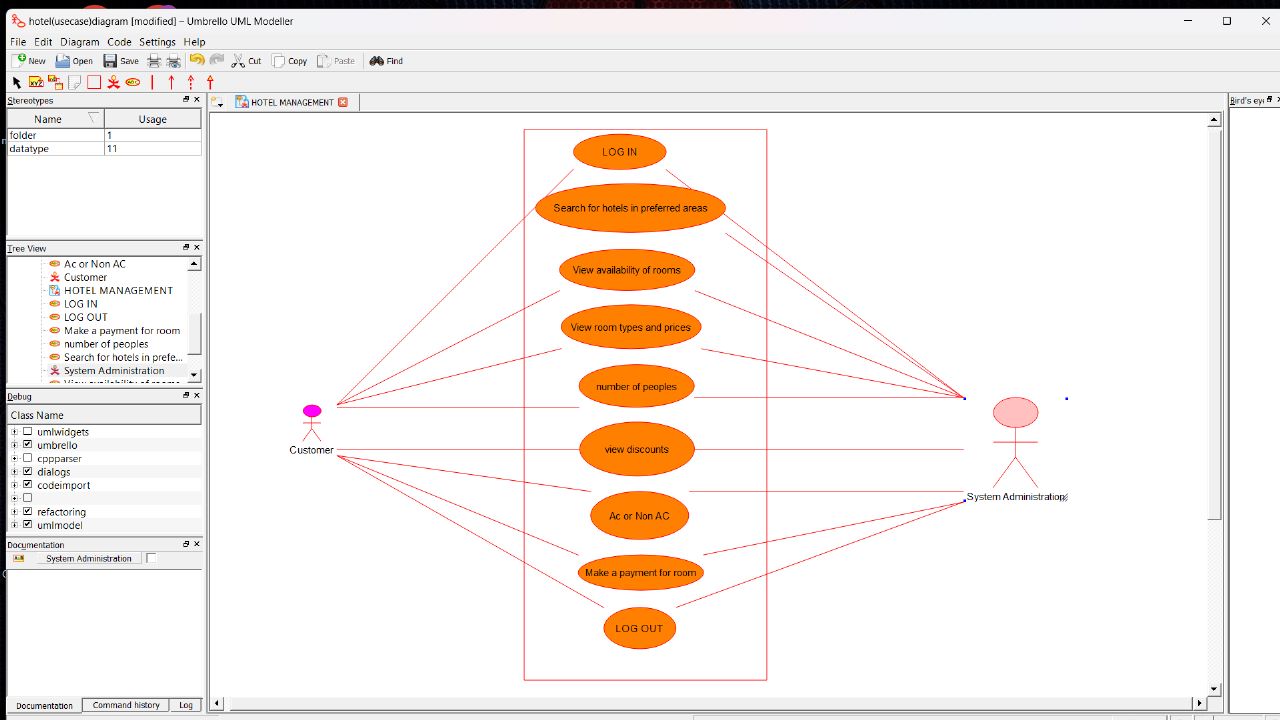 hotel(usecase)diagram [modified] – Umbrello UML Modeller
File Edit Diagram Code Settings Help
New Open Save Cut Copy Paste Find
Stereotypes
Name Usage
folder 1
datatype 11
Tree View
Ac or Non AC
Customer
HOTEL MANAGEMENT
LOG IN
LOG OUT
Make a payment for room
number of peoples
Search for hotels in prefe...
System Administration
Debug
Class Name
umlwidgets
umbrello
cppparser
dialogs
codeimport
refactoring
umlmodel
Documentation
System Administration
Documentation Command history Log
HOTEL MANAGEMENT
LOG IN
Search for hotels in preferred areas
View availability of rooms
View room types and prices
number of peoples
view discounts
Ac or Non AC
Make a payment for room
LOG OUT
Customer
System Administration
Bird's ey